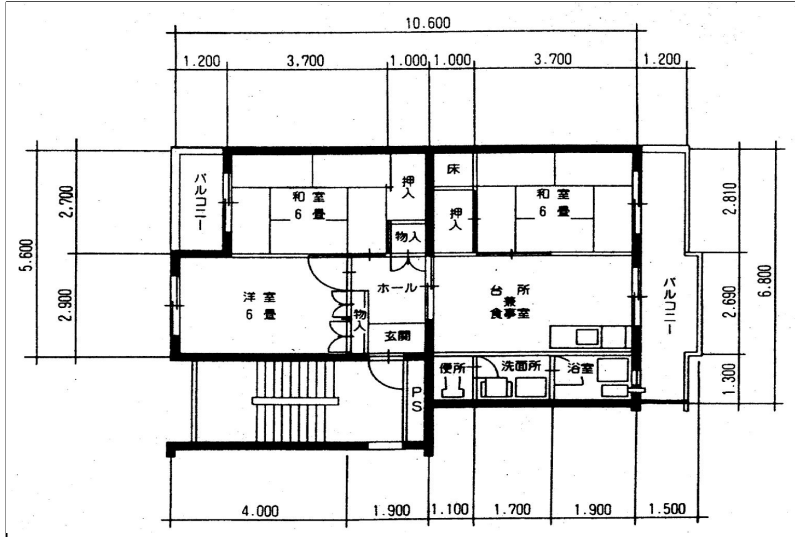 10.600
1.200
3.700
1.000
1.000
3.700
1.200
バルコニー
和室
6畳
押入
床
押入
和室
6畳
物入
5.600
2.700
2.900
2.810
2.690
1.300
6.800
洋室
6畳
ホール
物入
玄関
台所
兼
食事室
バルコニー
便所
洗面所
浴室
PS
4.000
1.900
1.100
1.700
1.900
1.500